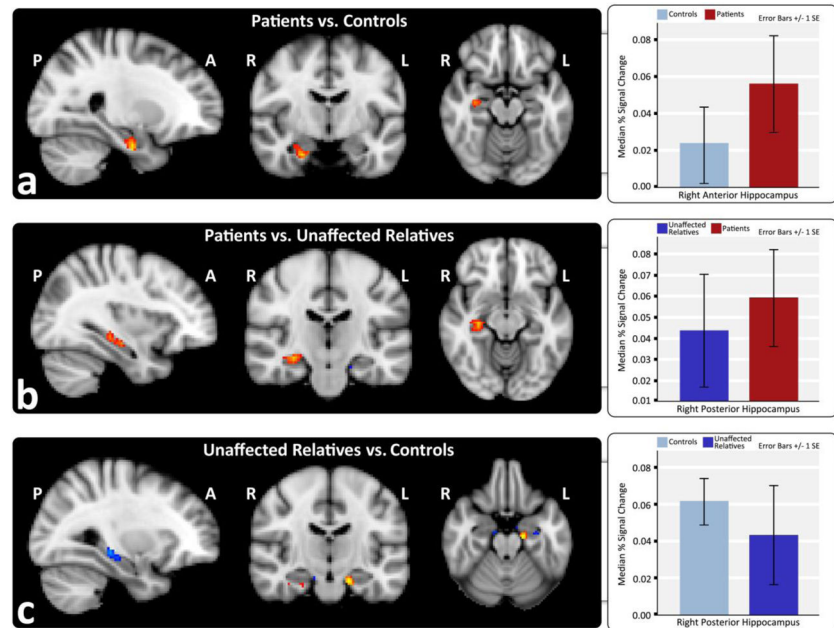 Patients vs. Controls
P
A
R
L
R
L
a
Controls
Patients
Error Bars +/- 1 SE
Median % Signal Change
0.08
0.06
0.04
0.02
0.00
Right Anterior Hippocampus
Patients vs. Unaffected Relatives
P
A
R
L
R
L
b
Unaffected
Relatives
Patients
Error Bars +/- 1 SE
Median % Signal Change
0.08
0.07
0.06
0.05
0.04
0.03
0.02
0.01
Right Posterior Hippocampus
Unaffected Relatives vs. Controls
P
A
R
L
R
L
c
Controls
Unaffected
Relatives
Error Bars +/- 1 SE
Median % Signal Change
0.08
0.06
0.04
0.02
0.00
Right Posterior Hippocampus